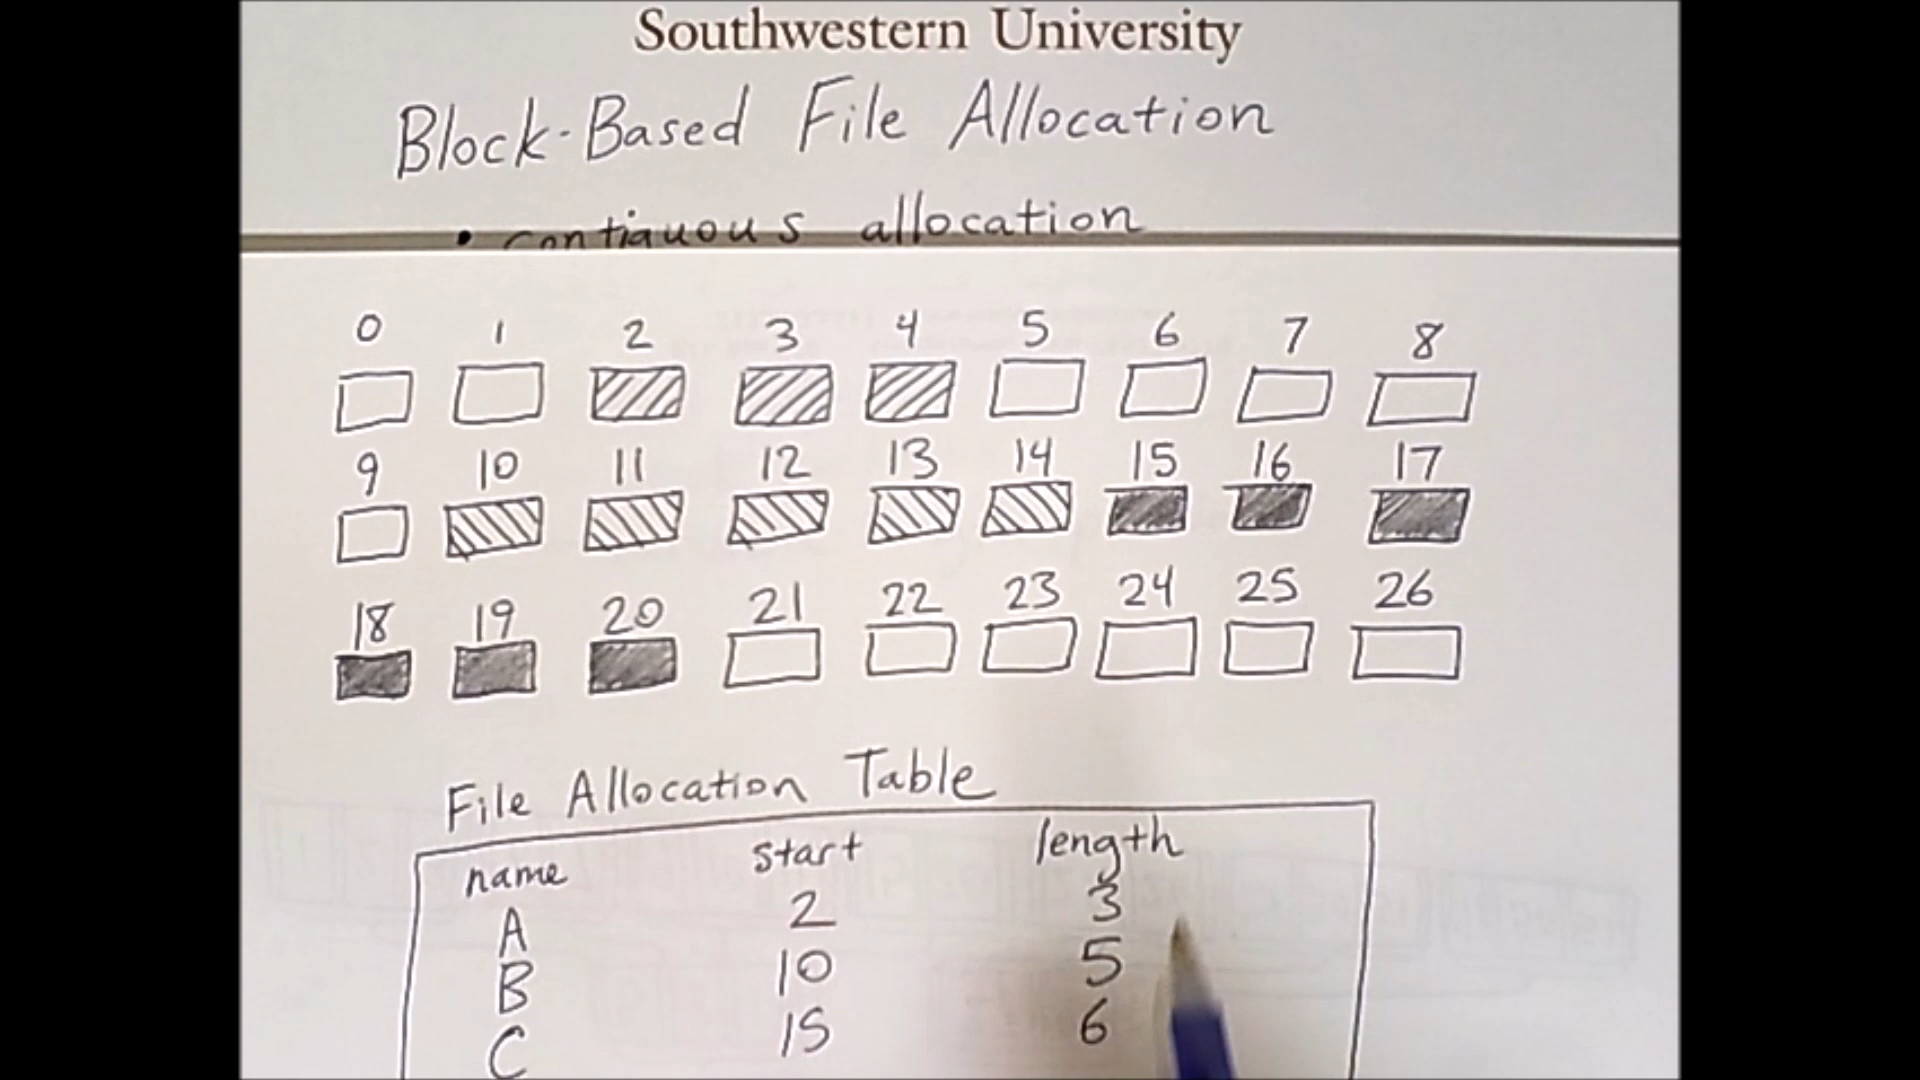 Southwestern University
Block-Based File Allocation
• contiguous allocation
0 1 2 3 4 5 6 7 8
9 10 11 12 13 14 15 16 17
18 19 20 21 22 23 24 25 26
File Allocation Table
name start length
A 2 3
B 10 5
C 15 6